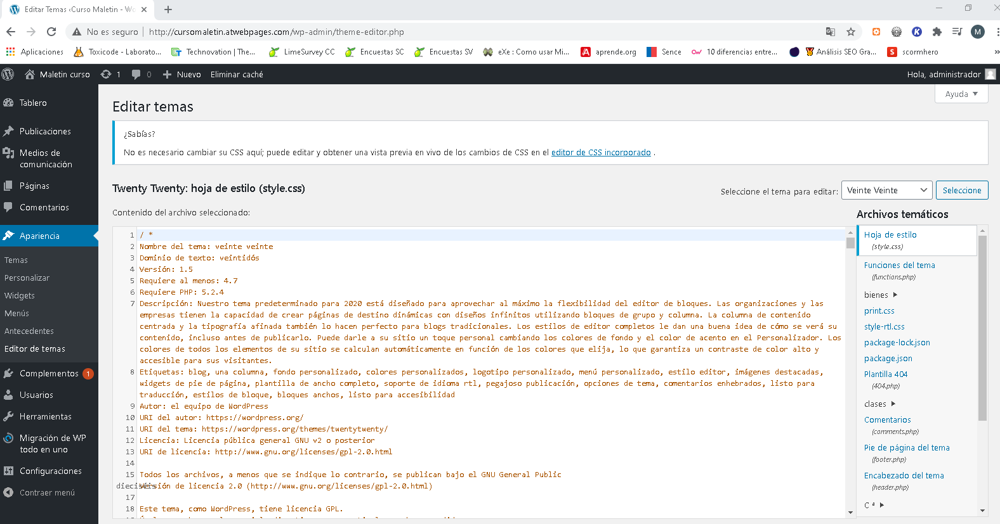 Editar Temas ‹Curso Maletin - Wo
No es seguro
http://cursomaletin.atwebpages.com/wp-admin/theme-editor.php
M
Aplicaciones
Toxicode - Laborato...
Technovation | The...
LimeSurvey CC
Encuestas SC
Encuestas SV
eXe : Como usar Mi...
aprende.org
Sence
10 diferencias entre...
Análisis SEO Gra...
scormhero
Maletin curso
1
0
Nuevo
Eliminar caché
Hola, administrador
Ayuda
Tablero
Publicaciones
Medios de
comunicación
Páginas
Comentarios
Apariencia
Temas
Personalizar
Widgets
Menús
Antecedentes
Editor de temas
Complementos 1
Usuarios
Herramientas
Migración de WP
todo en uno
Configuraciones
Contraer menú
Editar temas
¿Sabías?
No es necesario cambiar su CSS aquí; puede editar y obtener una vista previa en vivo de los cambios de CSS en el editor de CSS incorporado .
Twenty Twenty: hoja de estilo (style.css)
Seleccione el tema para editar: Veinte Veinte Seleccione
Contenido del archivo seleccionado:
1 / *
2 Nombre del tema: veinte veinte
3 Dominio de texto: veintidós
4 Versión: 1.5
5 Requiere al menos: 4.7
6 Requiere PHP: 5.2.4
7 Descripción: Nuestro tema predeterminado para 2020 está diseñado para aprovechar al máximo la flexibilidad del editor de bloques. Las organizaciones y las
empresas tienen la capacidad de crear páginas de destino dinámicas con diseños infinitos utilizando bloques de grupo y columna. La columna de contenido
centrada y la tipografía afinada también lo hacen perfecto para blogs tradicionales. Los estilos de editor completos le dan una buena idea de cómo se verá su
contenido, incluso antes de publicarlo. Puede darle a su sitio un toque personal cambiando los colores de fondo y el color de acento en el Personalizador. Los
colores de todos los elementos de su sitio se calculan automáticamente en función de los colores que elija, lo que garantiza un contraste de color alto y
accesible para sus visitantes.
8 Etiquetas: blog, una columna, fondo personalizado, colores personalizados, logotipo personalizado, menú personalizado, estilo editor, imágenes destacadas,
widgets de pie de página, plantilla de ancho completo, soporte de idioma rtl, pegajoso publicación, opciones de tema, comentarios enhebrados, listo para
traducción, estilos de bloque, bloques anchos, listo para accesibilidad
9 Autor: el equipo de WordPress
10 URI del autor: https://wordpress.org/
11 URI del tema: https://wordpress.org/themes/twentytwenty/
12 Licencia: Licencia pública general GNU v2 o posterior
13 URI de licencia: http://www.gnu.org/licenses/gpl-2.0.html
14
15 Todos los archivos, a menos que se indique lo contrario, se publican bajo el GNU General Public
dieciséis Versión de licencia 2.0 (http://www.gnu.org/licenses/gpl-2.0.html)
17
18 Este tema, como WordPress, tiene licencia GPL.
Archivos temáticos
Hoja de estilo
(style.css)
Funciones del tema
(functions.php)
bienes
print.css
style-rtl.css
package-lock.json
package.json
Plantilla 404
(404.php)
clases
Comentarios
(comments.php)
Pie de página del tema
(footer.php)
Encabezado del tema
(header.php)
C ª